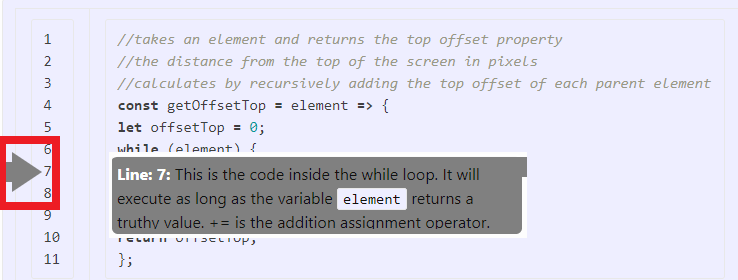 1 //takes an element and returns the top offset property
2 //the distance from the top of the screen in pixels
3 //calculates by recursively adding the top offset of each parent element
4 const getOffsetTop = element => {
5 let offsetTop = 0;
6 while (element) {
7 Line: 7: This is the code inside the while loop. It will
8 execute as long as the variable element returns a
9 truthy value. += is the addition assignment operator.
10 return offsetTop;
11 };